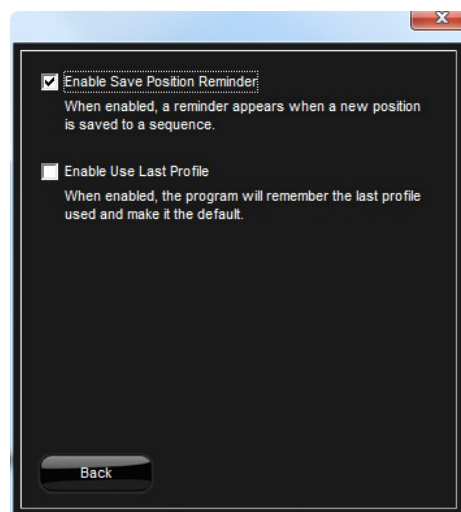 X
Enable Save Position Reminder
When enabled, a reminder appears when a new position
is saved to a sequence.
Enable Use Last Profile
When enabled, the program will remember the last profile
used and make it the default.
Back